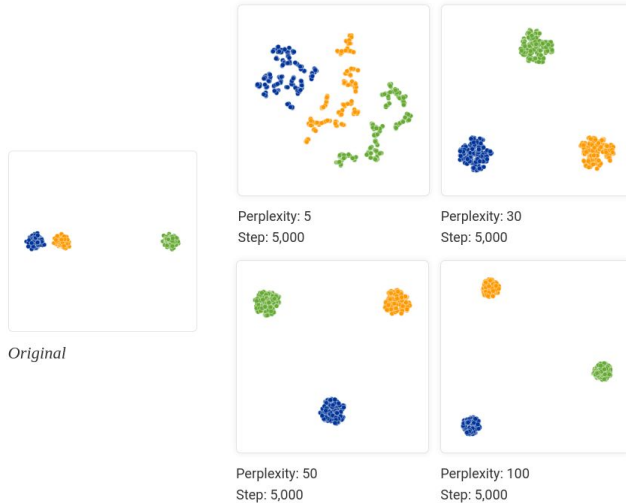 Perplexity: 5
Step: 5,000
Perplexity: 30
Step: 5,000
Original
Perplexity: 50
Step: 5,000
Perplexity: 100
Step: 5,000